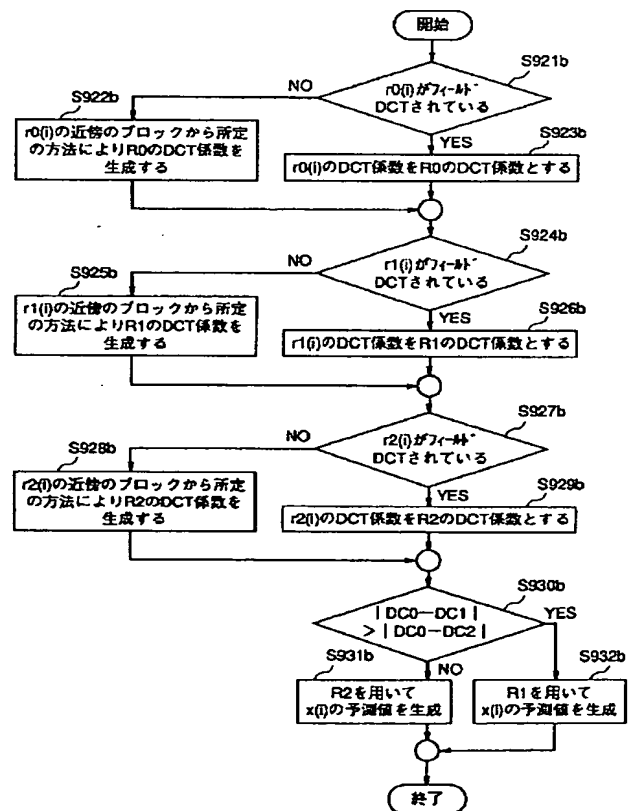 開始
S921b
r0(i)がフィールド
DCTされている
NO
YES
S922b
r0(i)の近傍のブロックから所定
の方法によりR0のDCT係数を
生成する
S923b
r0(i)のDCT係数をR0のDCT係数とする
S924b
r1(i)がフィールド
DCTされている
NO
YES
S925b
r1(i)の近傍のブロックから所定
の方法によりR1のDCT係数を
生成する
S926b
r1(i)のDCT係数をR1のDCT係数とする
S927b
r2(i)がフィールド
DCTされている
NO
YES
S928b
r2(i)の近傍のブロックから所定
の方法によりR2のDCT係数を
生成する
S929b
r2(i)のDCT係数をR2のDCT係数とする
S930b
|DC0－DC1|
＞|DC0－DC2|
YES
NO
S931b
R2を用いて
x(i)の予測値を生成
S932b
R1を用いて
x(i)の予測値を生成
終了